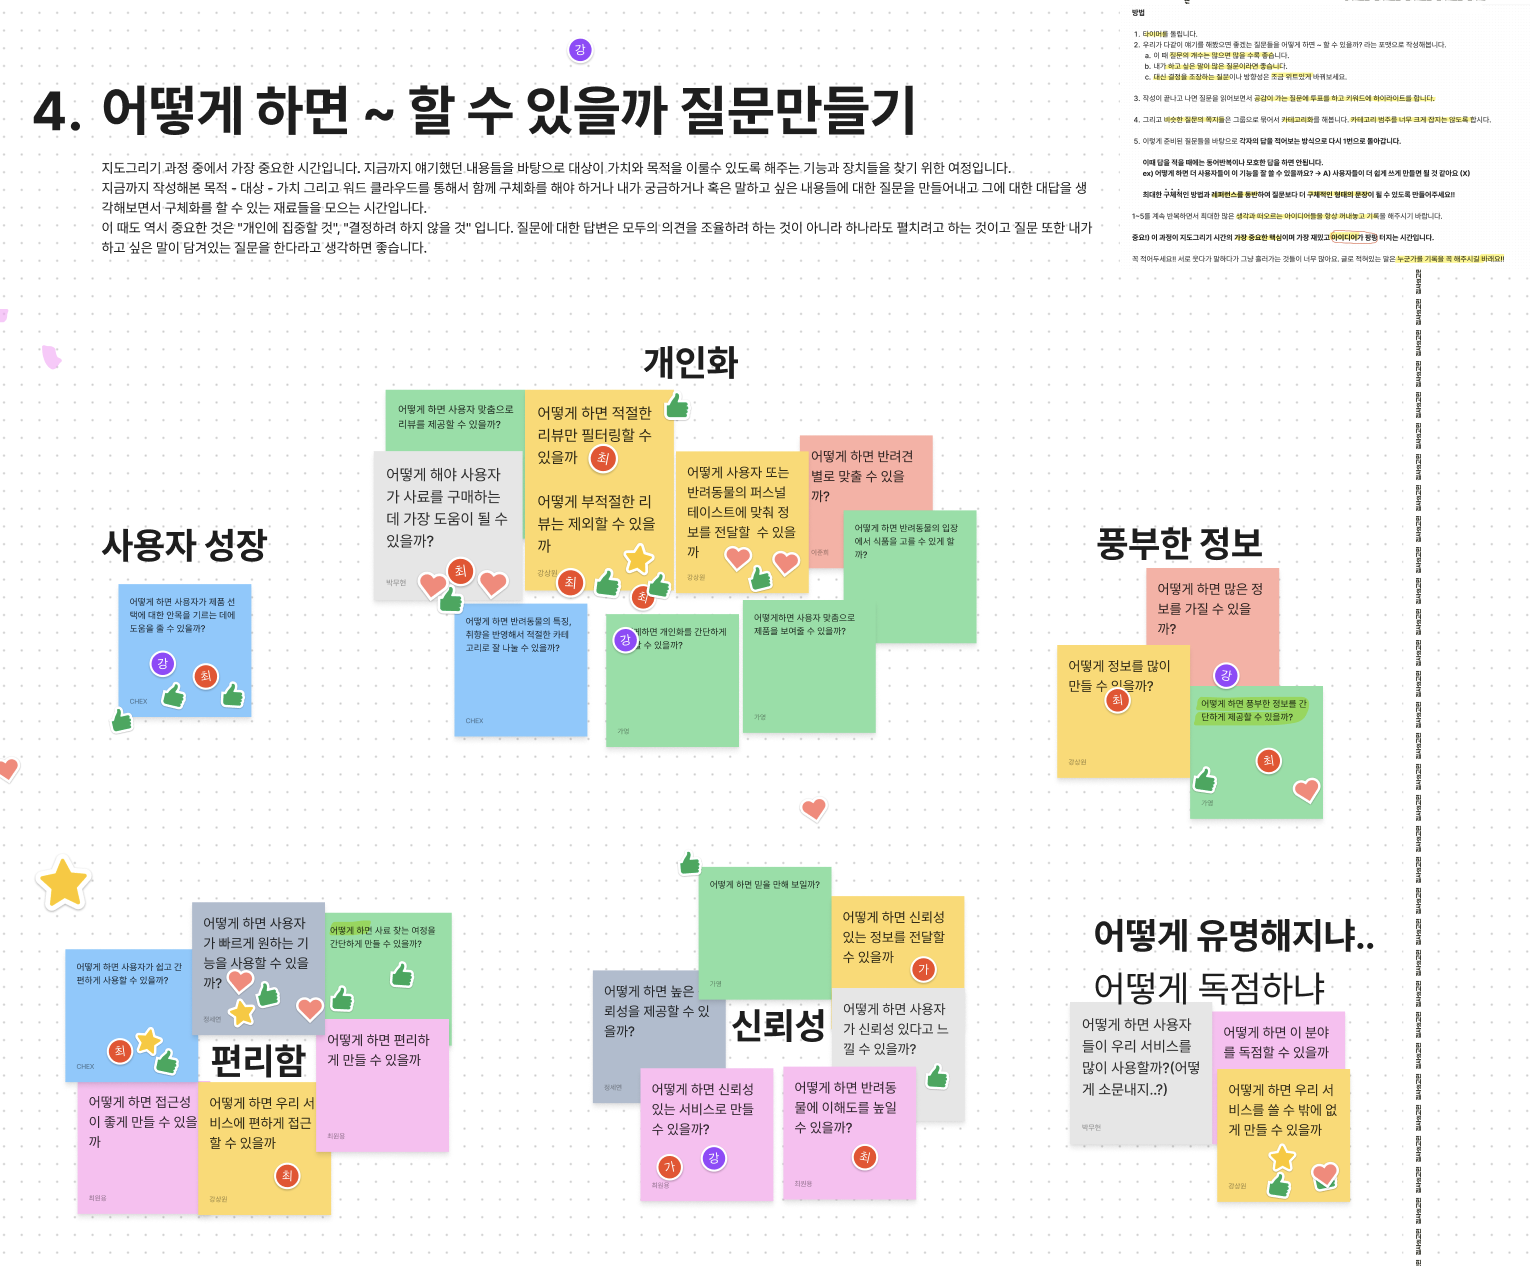 강
4. 어떻게 하면 ~ 할 수 있을까 질문만들기
지도그리기 과정 중에서 가장 중요한 시간입니다. 지금까지 얘기했던 내용들을 바탕으로 대상이 가치와 목적을 이룰수 있도록 해주는 기능과 장치들을 찾기 위한 여정입니다.
지금까지 작성해본 목적 - 대상 - 가치 그리고 워드 클라우드를 통해서 함께 구체화를 해야 하거나 내가 궁금하거나 혹은 말하고 싶은 내용들에 대한 질문을 만들어내고 그에 대한 대답을 생
각해보면서 구체화를 할 수 있는 재료들을 모으는 시간입니다.
이 때도 역시 중요한 것은 "개인에 집중할 것", "결정하려 하지 않을 것" 입니다. 질문에 대한 답변은 모두의 의견을 조율하려 하는 것이 아니라 하나라도 펼치려고 하는 것이고 질문 또한 내가
하고 싶은 말이 담겨있는 질문을 한다라고 생각하면 좋습니다.
방법
1. 타이머를 돌립니다.
2. 우리가 다같이 얘기를 해봤으면 좋겠는 질문들을 어떻게 하면 ~ 할 수 있을까? 라는 포맷으로 작성해봅니다.
a. 이 때 질문의 개수는 많으면 많을 수록 좋습니다.
b. 내가 하고 싶은 말이 많은 질문이라면 좋습니다.
c. 대신 결정을 조장하는 질문이나 방향성은 조금 위트있게 바꿔보세요.
3. 작성이 끝나고 나면 질문을 읽어보면서 공감이 가는 질문에 투표를 하고 키워드에 하이라이트를 합니다.
4. 그리고 비슷한 질문의 쪽지들은 그룹으로 묶어서 카테고리화를 해봅니다. 카테고리 범주를 너무 크게 잡지는 않도록 합시다.
5. 이렇게 준비된 질문들을 바탕으로 각자의 답을 적어보는 방식으로 다시 1번으로 돌아갑니다.
이때 답을 적을 때에는 동어반복이나 모호한 답을 하면 안됩니다.
ex) 어떻게 하면 더 사용자들이 이 기능을 잘 쓸 수 있을까요? → A) 사용자들이 더 쉽게 쓰게 만들면 될 것 같아요 (X)
최대한 구체적인 방법과 레퍼런스를 동반하여 질문보다 더 구체적인 형태의 문장이 될 수 있도록 만들어주세요!!
1~5를 계속 반복하면서 최대한 많은 생각과 떠오르는 아이디어들을 항상 꺼내놓고 기록을 해주시기 바랍니다.
중요!) 이 과정이 지도그리기 시간의 가장 중요한 핵심이며 가장 재밌고 아이디어가 팡팡 터지는 시간입니다.
꼭 적어두세요!! 서로 웃다가 말하다가 그냥 흘러가는 것들이 너무 많아요, 글로 적혀있는 말은 누군가를 기록을 꼭 해주시길 바래요!!
개인화
어떻게 하면 사용자 맞춤으로
리뷰를 제공할 수 있을까?
어떻게 하면 적절한
리뷰만 필터링할 수
있을까
최
어떻게 부적절한 리
뷰는 제외할 수 있을
까
강상원
최
최
어떻게 해야 사용자
가 사료를 구매하는
데 가장 도움이 될 수
있을까?
박무현
최
어떻게 사용자 또는
반려동물의 퍼스널
테이스트에 맞춰 정
보를 전달할 수 있을
까
강상원
어떻게 하면 반려견
별로 맞출 수 있을
까?
어떻게 하면 반려동물의 입장
에서 식품을 고를 수 있게 할
까?
어떻게 하면 반려동물의 특징,
취향을 반영해서 적절한 카테
고리로 잘 나눌 수 있을까?
CHEX
강
하면 개인화를 간단하게
할 수 있을까?
가영
어떻게하면 사용자 맞춤으로
제품을 보여줄 수 있을까?
가영
사용자 성장
어떻게 하면 사용자가 제품 선
택에 대한 안목을 기르는 데에
도움을 줄 수 있을까?
강
최
CHEX
풍부한 정보
어떻게 하면 많은 정
보를 가질 수 있을
까?
강
어떻게 정보를 많이
만들 수 있을까?
최
강상원
어떻게 하면 풍부한 정보를 간
단하게 제공할 수 있을까?
최
가영
어떻게 하면 사용자가 쉽고 간
편하게 사용할 수 있을까?
최
CHEX
어떻게 하면 사용자
가 빠르게 원하는 기
능을 사용할 수 있을
까?
어떻게 하면 사료 찾는 여정을
간단하게 만들 수 있을까?
편리함
어떻게 하면 편리하
게 만들 수 있을까
최원용
어떻게 하면 접근성
이 좋게 만들 수 있을
까
최원용
어떻게 하면 우리 서
비스에 편하게 접근
할 수 있을까
최
강상원
어떻게 하면 믿을 만해 보일까?
가영
어떻게 하면 신뢰성
있는 정보를 전달할
수 있을까
가
어떻게 하면 높은
뢰성을 제공할 수 있
을까?
신뢰성
어떻게 하면 사용자
가 신뢰성 있다고 느
낄 수 있을까?
어떻게 하면 신뢰성
있는 서비스로 만들
수 있을까?
가
강
최원용
어떻게 하면 반려동
물에 이해도를 높일
수 있을까?
최
최원용
어떻게 유명해지냐..
어떻게 독점하냐
어떻게 하면 사용자
들이 우리 서비스를
많이 사용할까?(어떻
게 소문내지..?)
박무현
어떻게 하면 이 분야
를 독점할 수 있을까
어떻게 하면 우리 서
비스를 쓸 수 밖에 없
게 만들 수 있을까
강상원